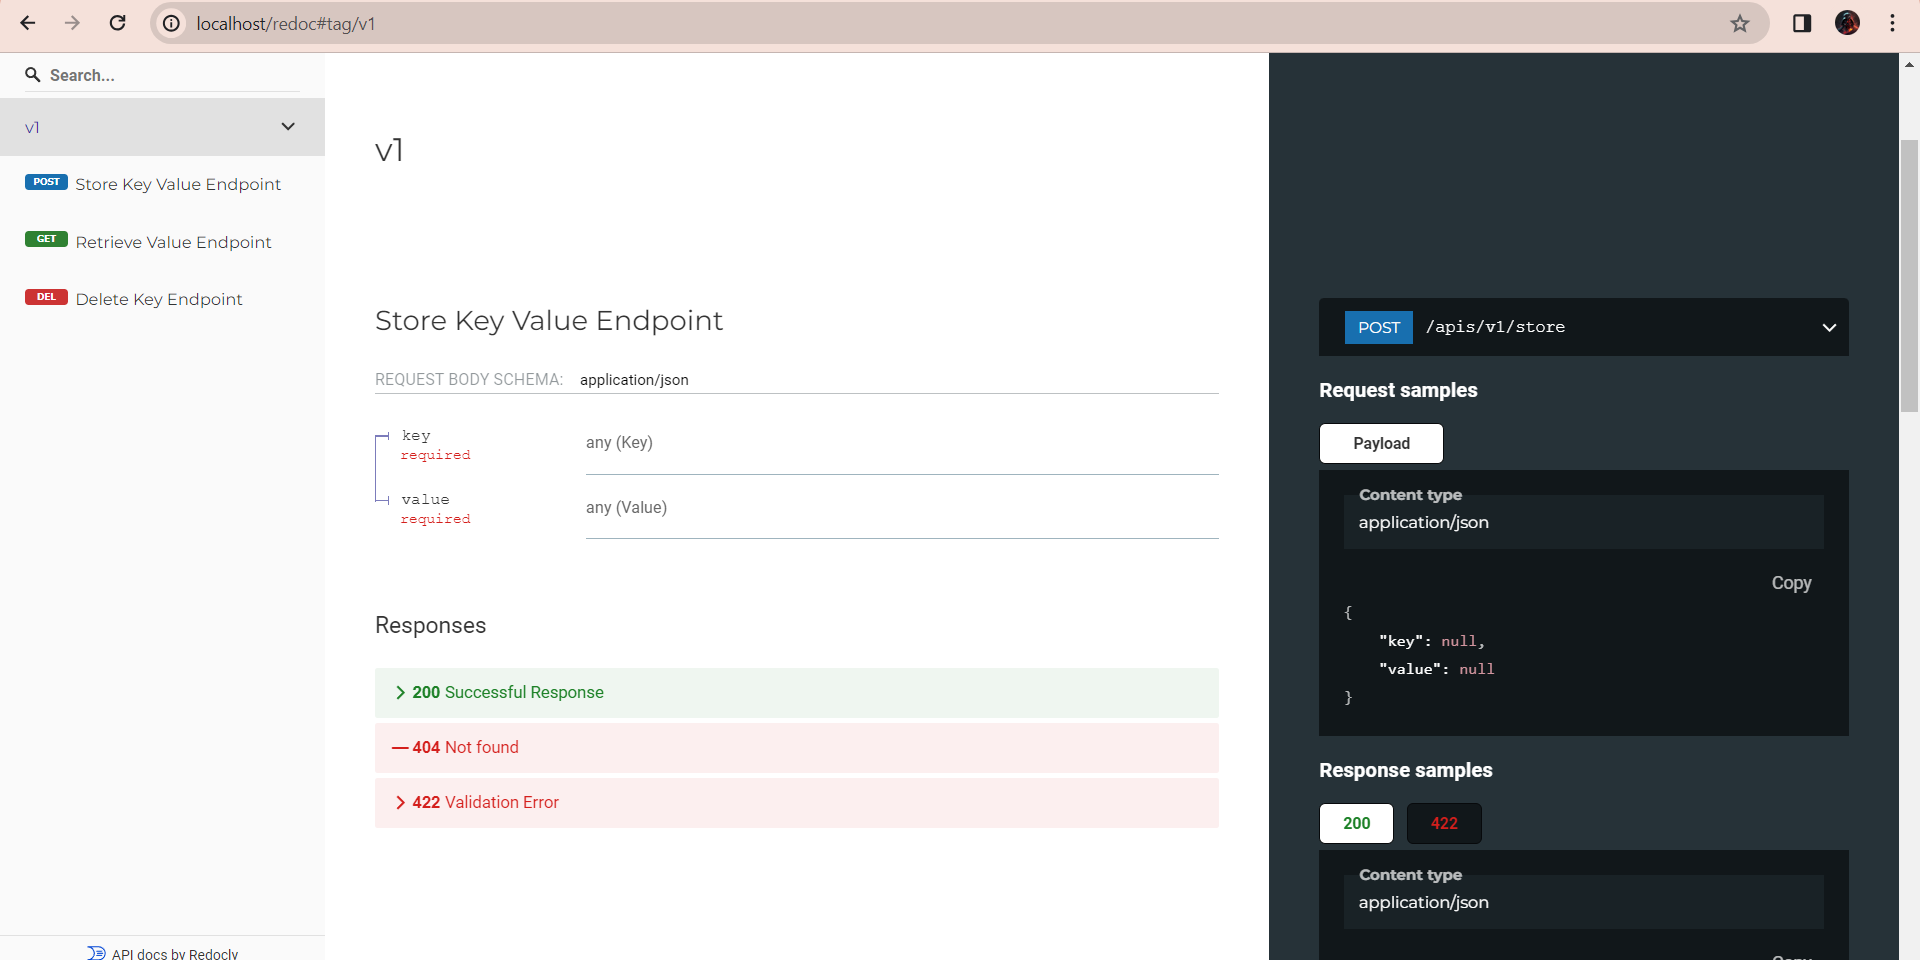 localhost/redoc#tag/v1
Search...
v1
POST Store Key Value Endpoint
GET Retrieve Value Endpoint
DEL Delete Key Endpoint
API docs by Redocly
v1
Store Key Value Endpoint
REQUEST BODY SCHEMA: application/json
key
required
any (Key)
value
required
any (Value)
Responses
200 Successful Response
404 Not found
422 Validation Error
POST /apis/v1/store
Request samples
Payload
Content type
application/json
Copy
{
"key": null,
"value": null
}
Response samples
200 422
Content type
application/json
Copy